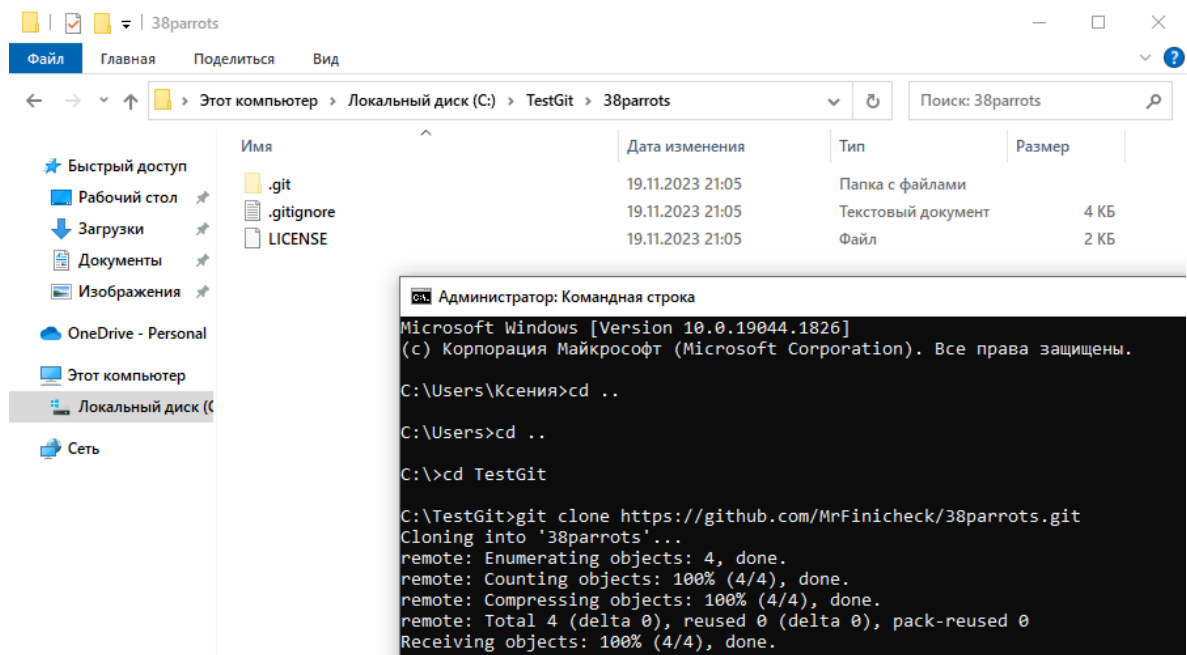 38parrots
Файл Главная Поделиться Вид
Этот компьютер › Локальный диск (C:) › TestGit › 38parrots
Поиск: 38parrots
Имя Дата изменения Тип Размер
.git 19.11.2023 21:05 Папка с файлами
.gitignore 19.11.2023 21:05 Текстовый документ 4 КБ
LICENSE 19.11.2023 21:05 Файл 2 КБ
Быстрый доступ
Рабочий стол
Загрузки
Документы
Изображения
OneDrive - Personal
Этот компьютер
Локальный диск (C
Сеть
Администратор: Командная строка
Microsoft Windows [Version 10.0.19044.1826]
(c) Корпорация Майкрософт (Microsoft Corporation). Все права защищены.
C:\Users\Ксения>cd ..
C:\Users>cd ..
C:\>cd TestGit
C:\TestGit>git clone https://github.com/MrFinicheck/38parrots.git
Cloning into '38parrots'...
remote: Enumerating objects: 4, done.
remote: Counting objects: 100% (4/4), done.
remote: Compressing objects: 100% (4/4), done.
remote: Total 4 (delta 0), reused 0 (delta 0), pack-reused 0
Receiving objects: 100% (4/4), done.